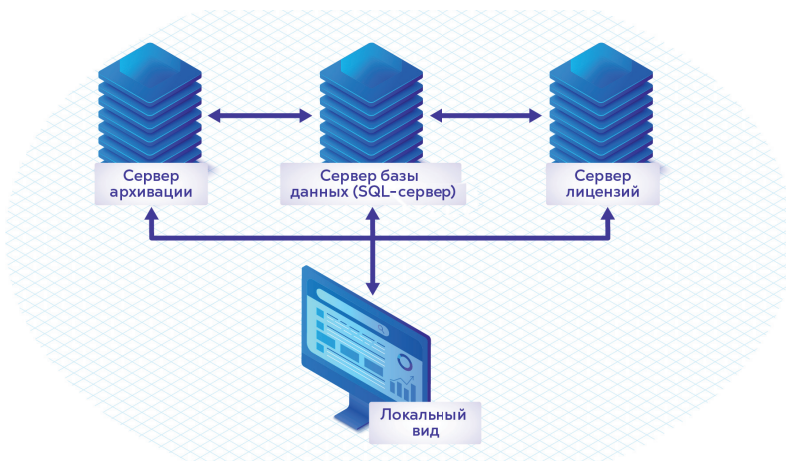 Сервер
архивации
Сервер базы
данных (SQL-сервер)
Сервер
лицензий
Локальный
вид